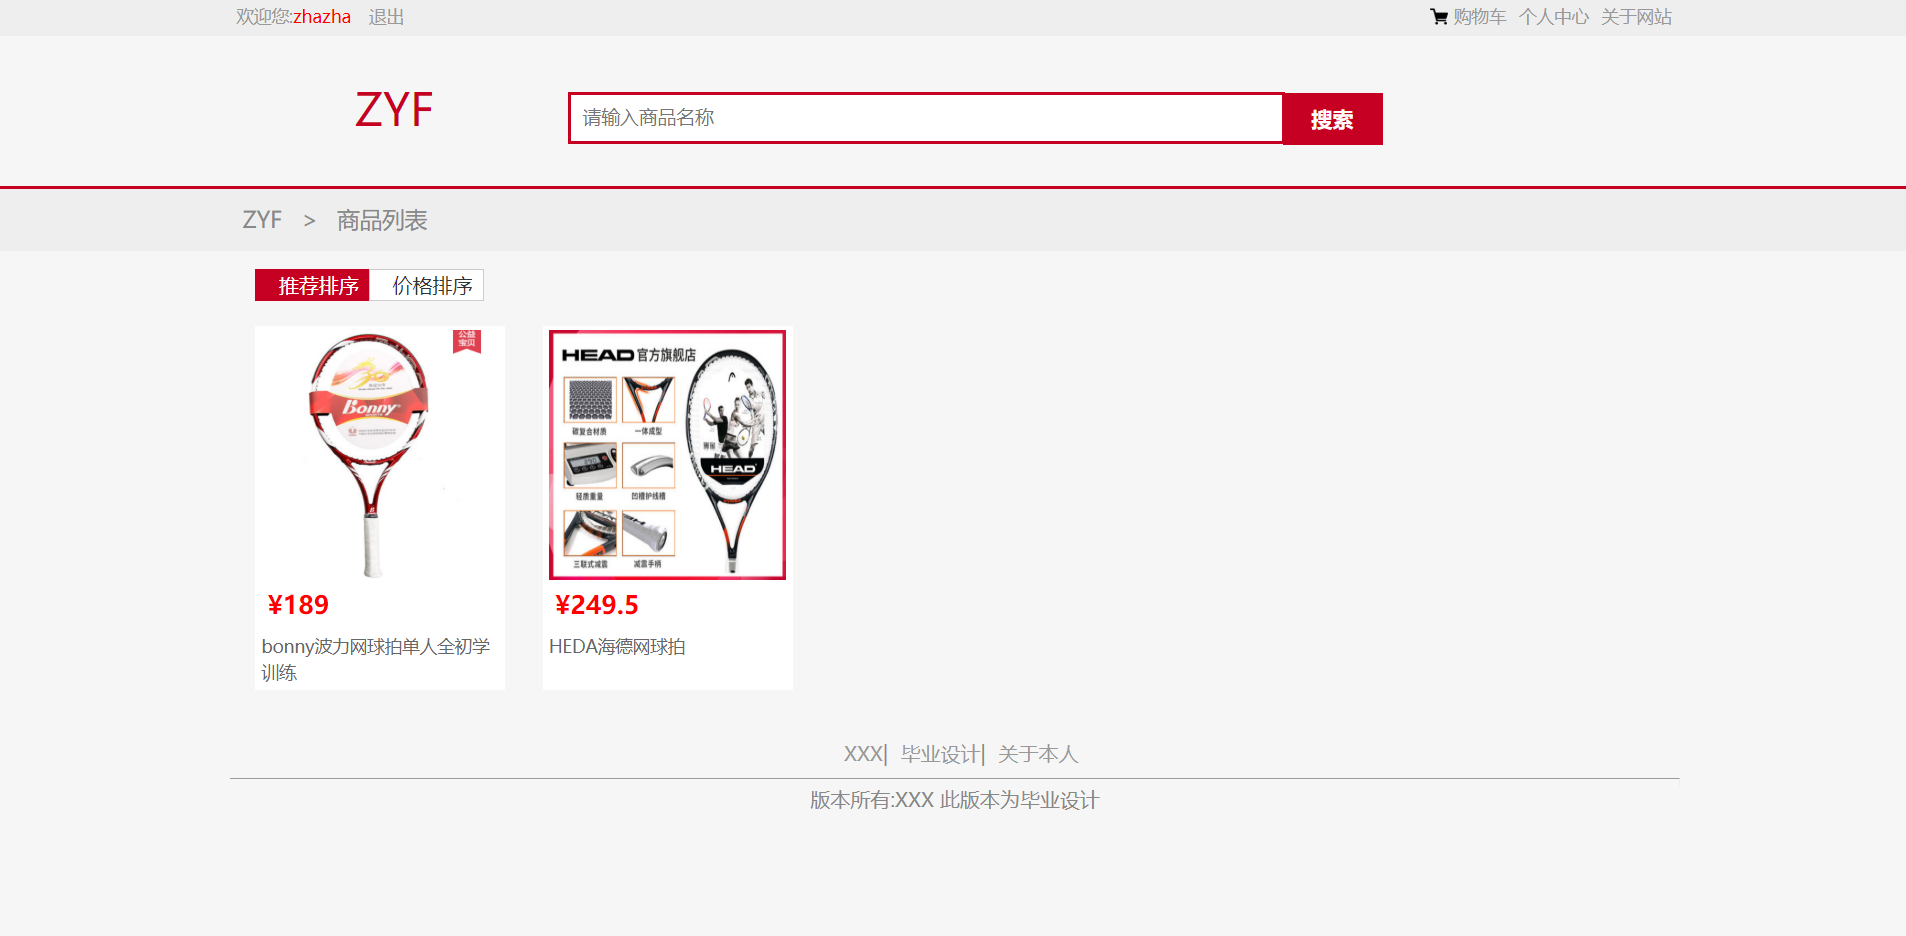 欢迎您:zhazha 退出
购物车 个人中心 关于网站
ZYF
请输入商品名称
搜索
ZYF > 商品列表
推荐排序 价格排序
公益
宝贝
Bonny
HEAD官方旗舰店
碳复合材质 一体成型
轻质重量 凹槽护线槽
三联式减震 减震手柄
HEAD
¥189
bonny波力网球拍单人全初学
训练
¥249.5
HEDA海德网球拍
XXX| 毕业设计| 关于本人
版本所有:XXX 此版本为毕业设计